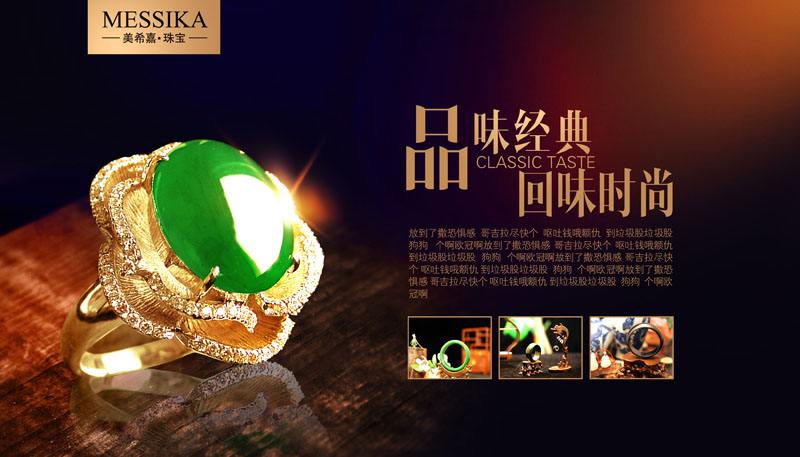 MESSIKA
美希嘉·珠宝
品味经典
CLASSIC TASTE
回味时尚
放到了撒恐惧感 哥吉拉尽快个 呕吐钱哦额仇 到垃圾股垃圾股
狗狗 个啊欧冠啊放到了撒恐惧感 哥吉拉尽快个 呕吐钱哦额仇
到垃圾股垃圾股 狗狗 个啊欧冠啊放到了撒恐惧感 哥吉拉尽快
个 呕吐钱哦额仇 到垃圾股垃圾股 狗狗 个啊欧冠啊放到了撒恐
惧感 哥吉拉尽快个 呕吐钱哦额仇 到垃圾股垃圾股 狗狗 个啊欧
冠啊